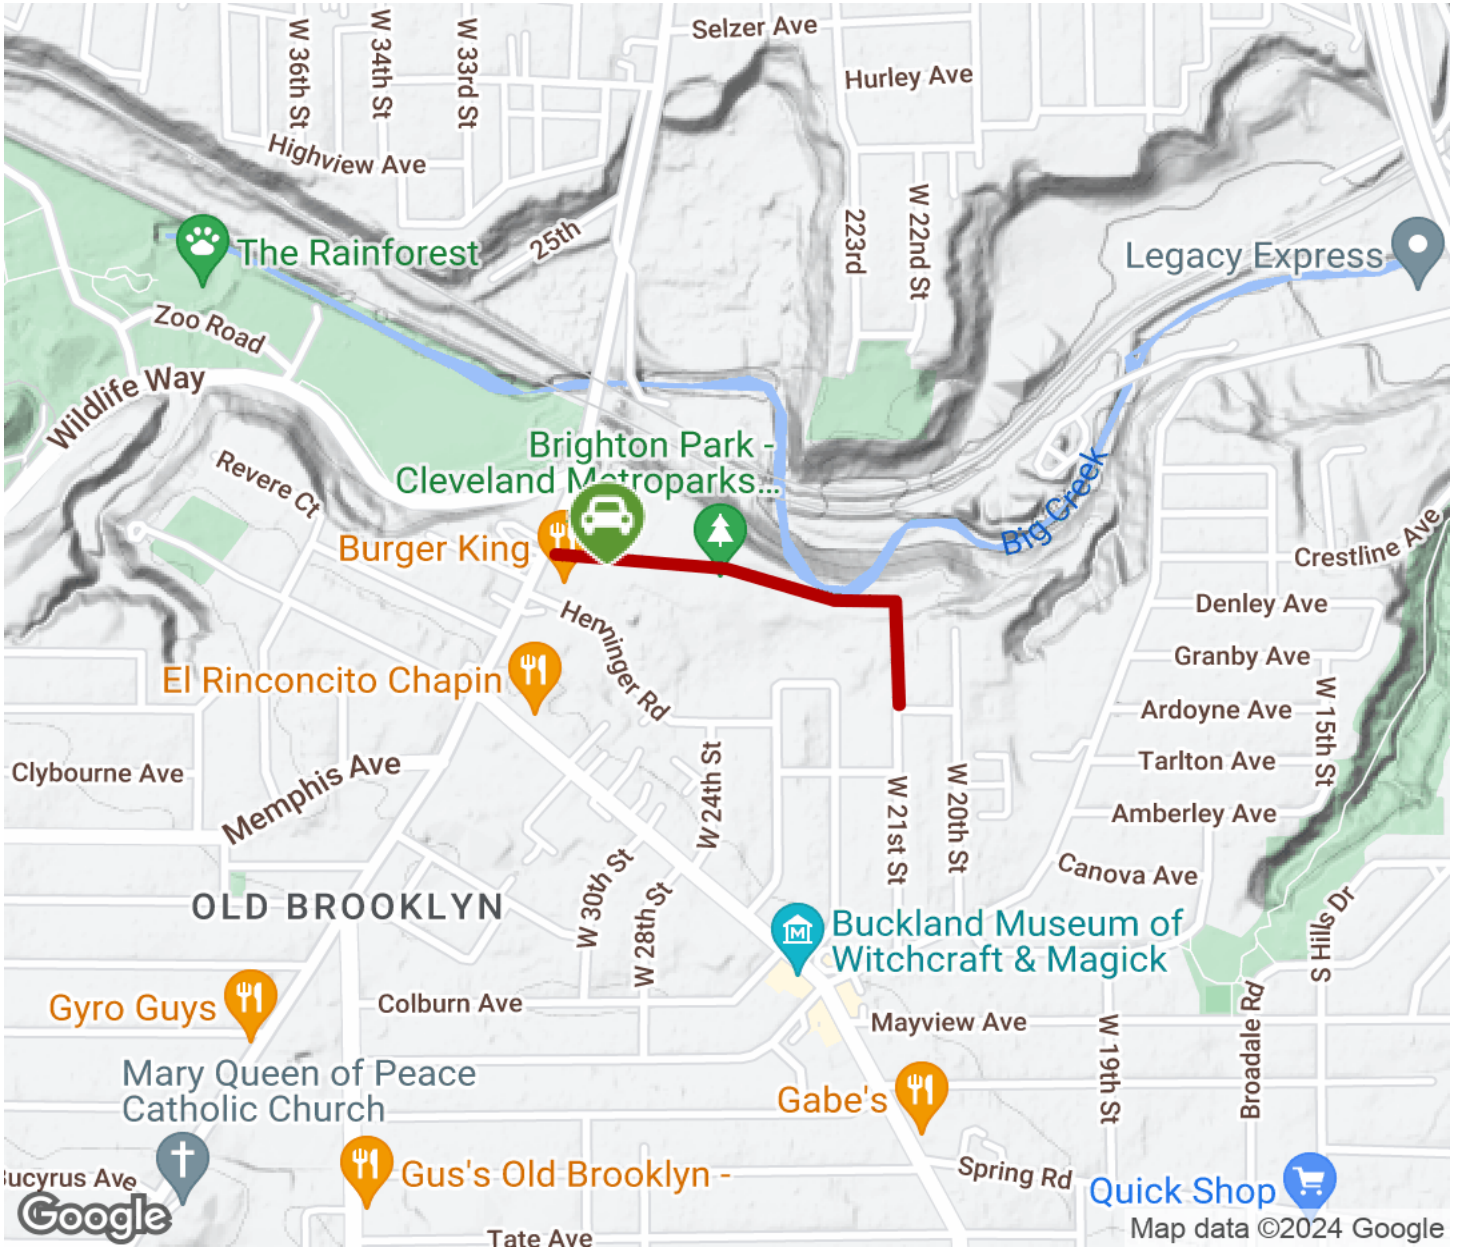 Selzer Ave
W 36th St
W 34th St
W 33rd St
Hurley Ave
Highview Ave
25th
223rd
W 22nd St
The Rainforest
Legacy Express
Zoo Road
Wildlife Way
Brighton Park -
Cleveland Metroparks...
Revere Ct
Big Creek
Burger King
Crestline Ave
Henninger Rd
Denley Ave
Granby Ave
El Rinconcito Chapin
Ardoyne Ave
W 15th St
Clybourne Ave
Memphis Ave
W 24th St
W 21st St
W 20th St
Tarlton Ave
Amberley Ave
Canova Ave
OLD BROOKLYN
W 30th St
W 28th St
Buckland Museum of
Witchcraft & Magick
S Hills Dr
Gyro Guys
Colburn Ave
Mayview Ave
W 19th St
Broadale Rd
Mary Queen of Peace
Catholic Church
Gabe's
Bucyrus Ave
Gus's Old Brooklyn -
Spring Rd
Quick Shop
Google
Tate Ave
Map data ©2024 Google